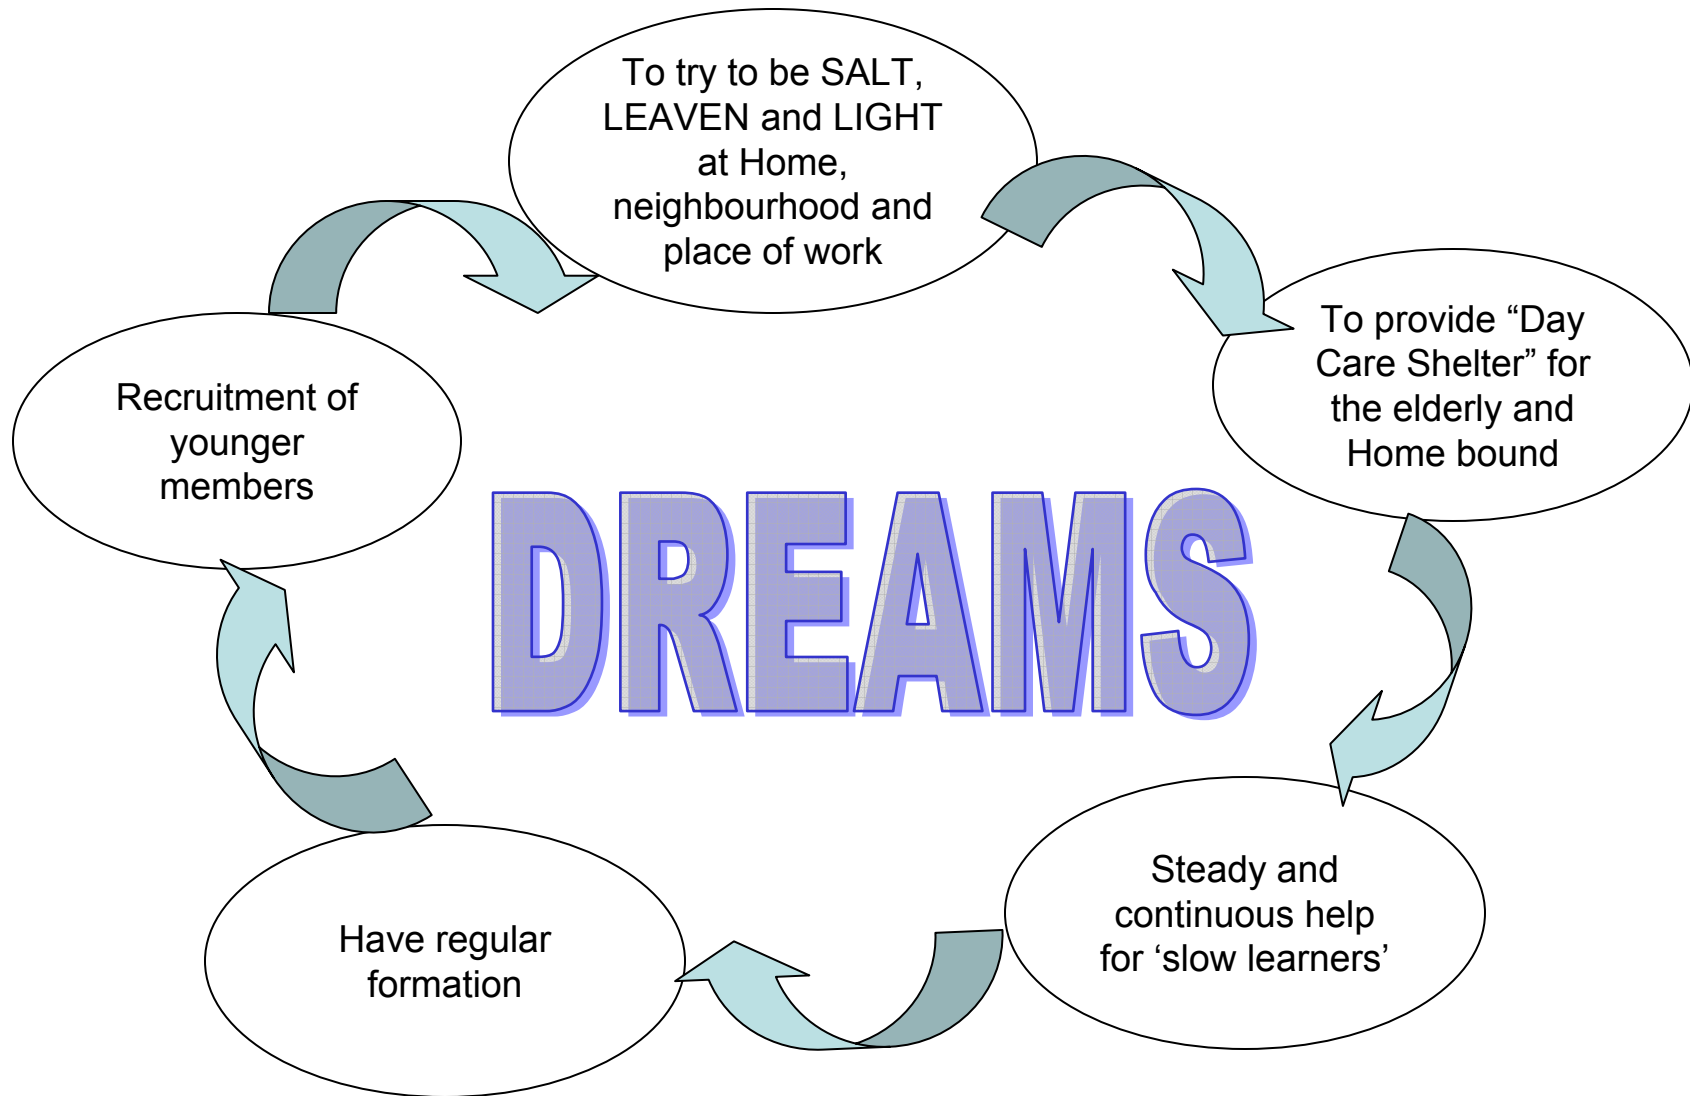 To try to be SALT,
LEAVEN and LIGHT
at Home,
neighbourhood and
place of work
To provide “Day
Care Shelter” for
the elderly and
Home bound
Recruitment of
younger
members
DREAMS
Steady and
continuous help
for ‘slow learners’
Have regular
formation